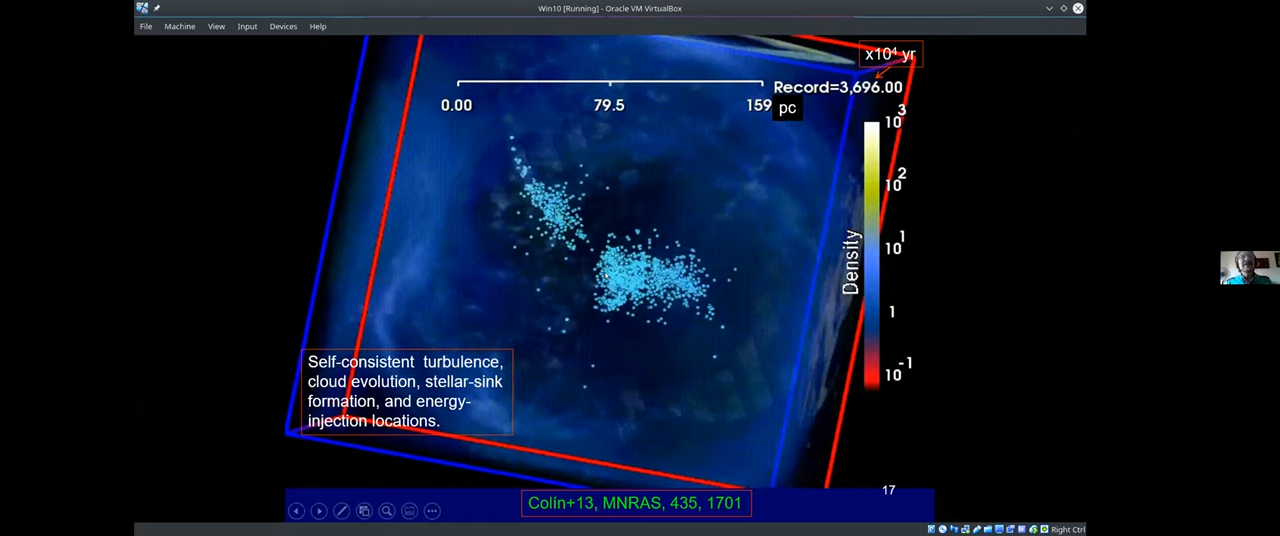 Win10 [Running] - Oracle VM VirtualBox
File Machine View Input Devices Help
x10⁴ yr
Record=3,696.00
0.00 79.5 159
pc
10³
10²
10¹
1
10⁻¹
Density
Self-consistent turbulence,
cloud evolution, stellar-sink
formation, and energy-
injection locations.
17
Colín+13, MNRAS, 435, 1701
Right Ctrl